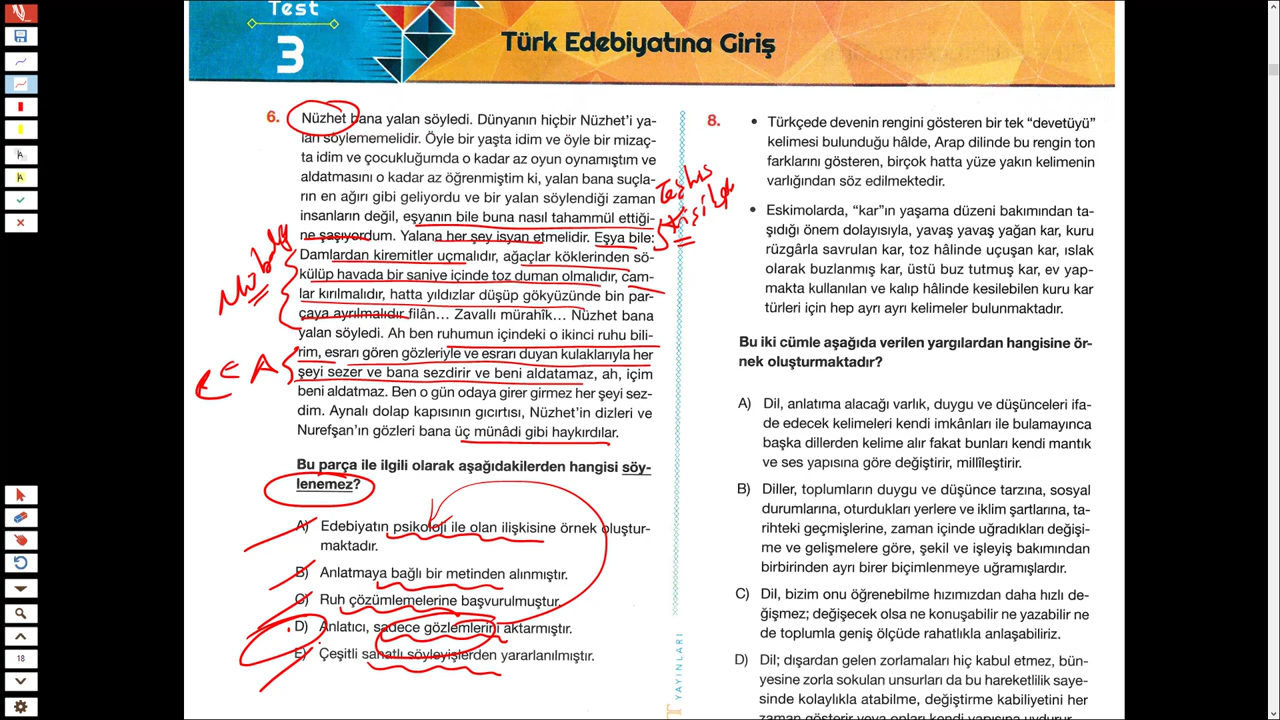 Test
3
Türk Edebiyatına Giriş
6. Nüzhet bana yalan söyledi. Dünyanın hiçbir Nüzhet'i ya-
lan söylememelidir. Öyle bir yaşta idim ve öyle bir mizaç-
ta idim ve çocukluğumda o kadar az oyun oynamıştım ve
aldatmasını o kadar az öğrenmiştim ki, yalan bana suçla-
rın en ağırı gibi geliyordu ve bir yalan söylendiği zaman
insanların değil, eşyanın bile buna nasıl tahammül ettiği-
ne şaşıyordum. Yalana her şey isyan etmelidir. Eşya bile:
Damlardan kiremitler uçmalıdır, ağaçlar köklerinden sö-
külüp havada bir saniye içinde toz duman olmalıdır, cam-
lar kırılmalıdır, hatta yıldızlar düşüp gökyüzünde bin par-
çaya ayrılmalıdır filân... Zavallı mürahîk... Nüzhet bana
yalan söyledi. Ah ben ruhumun içindeki o ikinci ruhu bili-
rim, esrarı gören gözleriyle ve esrarı duyan kulaklarıyla her
şeyi sezer ve bana sezdirir ve beni aldatamaz, ah, içim
beni aldatmaz. Ben o gün odaya girer girmez her şeyi sez-
dim. Aynalı dolap kapısının gıcırtısı, Nüzhet'in dizleri ve
Nurefşan'ın gözleri bana üç münâdi gibi haykırdılar.
Bu parça ile ilgili olarak aşağıdakilerden hangisi söy-
lenemez?
A) Edebiyatın psikoloji ile olan ilişkisine örnek oluştur-
maktadır.
B) Anlatmaya bağlı bir metinden alınmıştır.
C) Ruh çözümlemelerine başvurulmuştur.
D) Anlatıcı, sadece gözlemlerini aktarmıştır.
E) Çeşitli sanatlı söyleyişlerden yararlanılmıştır.
Teşhis
YAYINLARI
8. • Türkçede devenin rengini gösteren bir tek “devetüyü”
kelimesi bulunduğu hâlde, Arap dilinde bu rengin ton
farklarını gösteren, birçok hatta yüze yakın kelimenin
varlığından söz edilmektedir.
• Eskimolarda, “kar”ın yaşama düzeni bakımından ta-
şıdığı önem dolayısıyla, yavaş yavaş yağan kar, kuru
rüzgârla savrulan kar, toz hâlinde uçuşan kar, ıslak
olarak buzlanmış kar, üstü buz tutmuş kar, ev yap-
makta kullanılan ve kalıp hâlinde kesilebilen kuru kar
türleri için hep ayrı ayrı kelimeler bulunmaktadır.
Bu iki cümle aşağıda verilen yargılardan hangisine ör-
nek oluşturmaktadır?
A) Dil, anlatıma alacağı varlık, duygu ve düşünceleri ifa-
de edecek kelimeleri kendi imkânları ile bulamayınca
başka dillerden kelime alır fakat bunları kendi mantık
ve ses yapısına göre değiştirir, millîleştirir.
B) Diller, toplumların duygu ve düşünce tarzına, sosyal
durumlarına, oturdukları yerlere ve iklim şartlarına, ta-
rihteki geçmişlerine, zaman içinde uğradıkları değişi-
me ve gelişmelere göre, şekil ve işleyiş bakımından
birbirinden ayrı birer biçimlenmeye uğramışlardır.
C) Dil, bizim onu öğrenebilme hızımızdan daha hızlı de-
ğişmez; değişecek olsa ne konuşabilir ne yazabilir ne
de toplumla geniş ölçüde rahatlıkla anlaşabiliriz.
D) Dil; dışardan gelen zorlamaları hiç kabul etmez, bün-
yesine zorla sokulan unsurları da bu hareketlilik saye-
sinde kolaylıkla atabilme, değiştirme kabiliyetini her
zaman gösterir veya onları kendi yapısına uydurur.
18